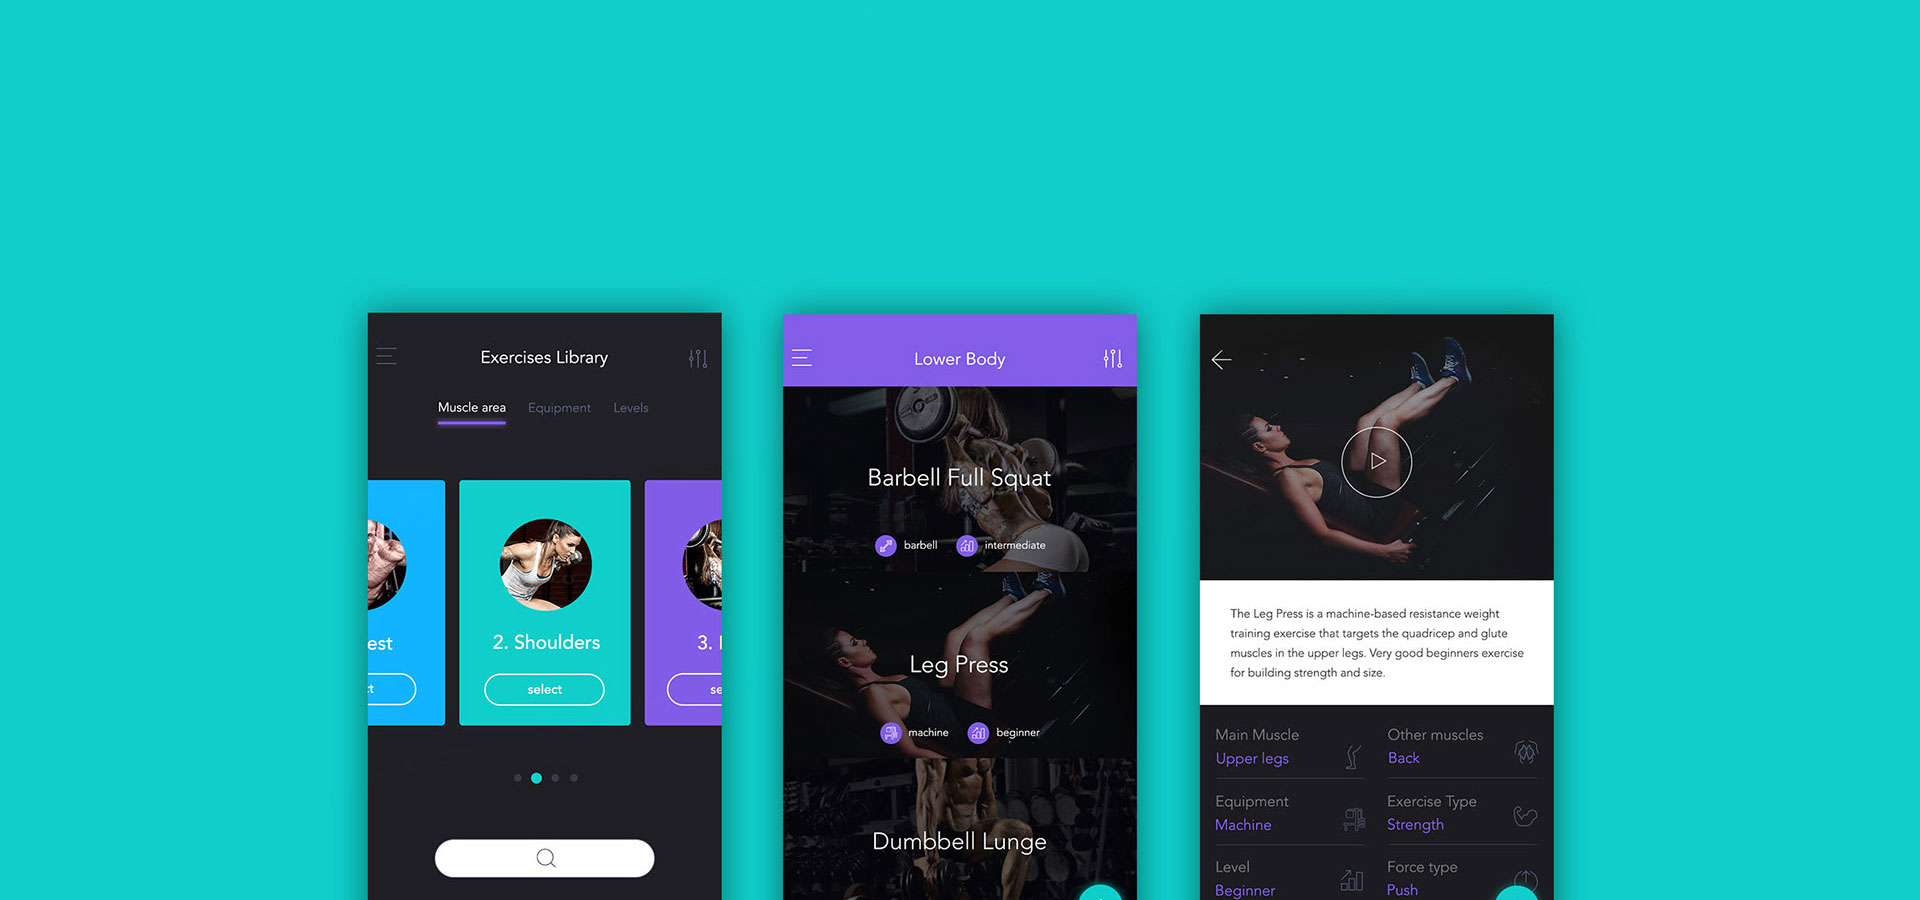 Exercises Library
Muscle area Equipment Levels
est
2. Shoulders
3.
select
se
Lower Body
Barbell Full Squat
barbell intermediate
Leg Press
machine beginner
Dumbbell Lunge
The Leg Press is a machine-based resistance weight
training exercise that targets the quadricep and glute
muscles in the upper legs. Very good beginners exercise
for building strength and size.
Main Muscle
Upper legs
Other muscles
Back
Equipment
Machine
Exercise Type
Strength
Level
Beginner
Force type
Push